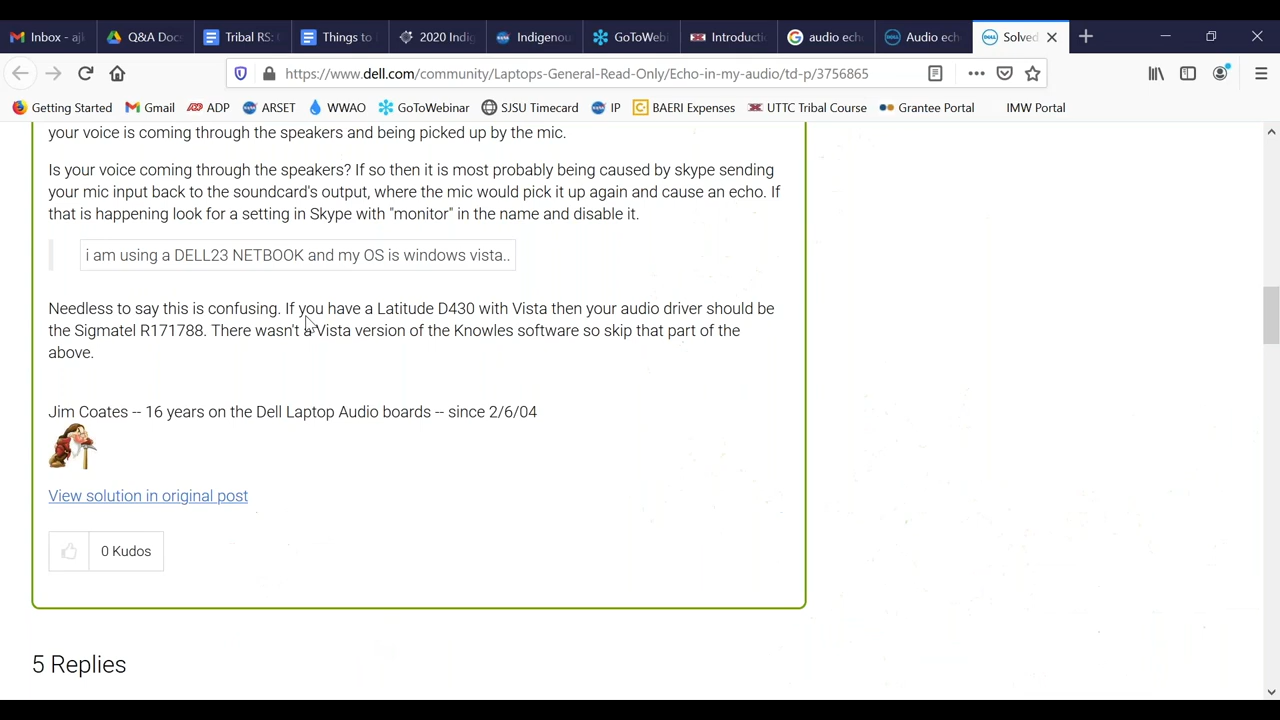 Inbox - ajl
Q&A Docs
Tribal RS:
Things to
2020 Indig
Indigenou
GoToWebi
Introductio
audio echo
Audio ech
Solved
https://www.dell.com/community/Laptops-General-Read-Only/Echo-in-my-audio/td-p/3756865
Getting Started
Gmail
ADP
ARSET
WWAO
GoToWebinar
SJSU Timecard
IP
BAERI Expenses
UTTC Tribal Course
Grantee Portal
IMW Portal
your voice is coming through the speakers and being picked up by the mic.
Is your voice coming through the speakers? If so then it is most probably being caused by skype sending
your mic input back to the soundcard's output, where the mic would pick it up again and cause an echo. If
that is happening look for a setting in Skype with "monitor" in the name and disable it.
i am using a DELL23 NETBOOK and my OS is windows vista..
Needless to say this is confusing. If you have a Latitude D430 with Vista then your audio driver should be
the Sigmatel R171788. There wasn't a Vista version of the Knowles software so skip that part of the
above.
Jim Coates -- 16 years on the Dell Laptop Audio boards -- since 2/6/04
View solution in original post
0 Kudos
5 Replies